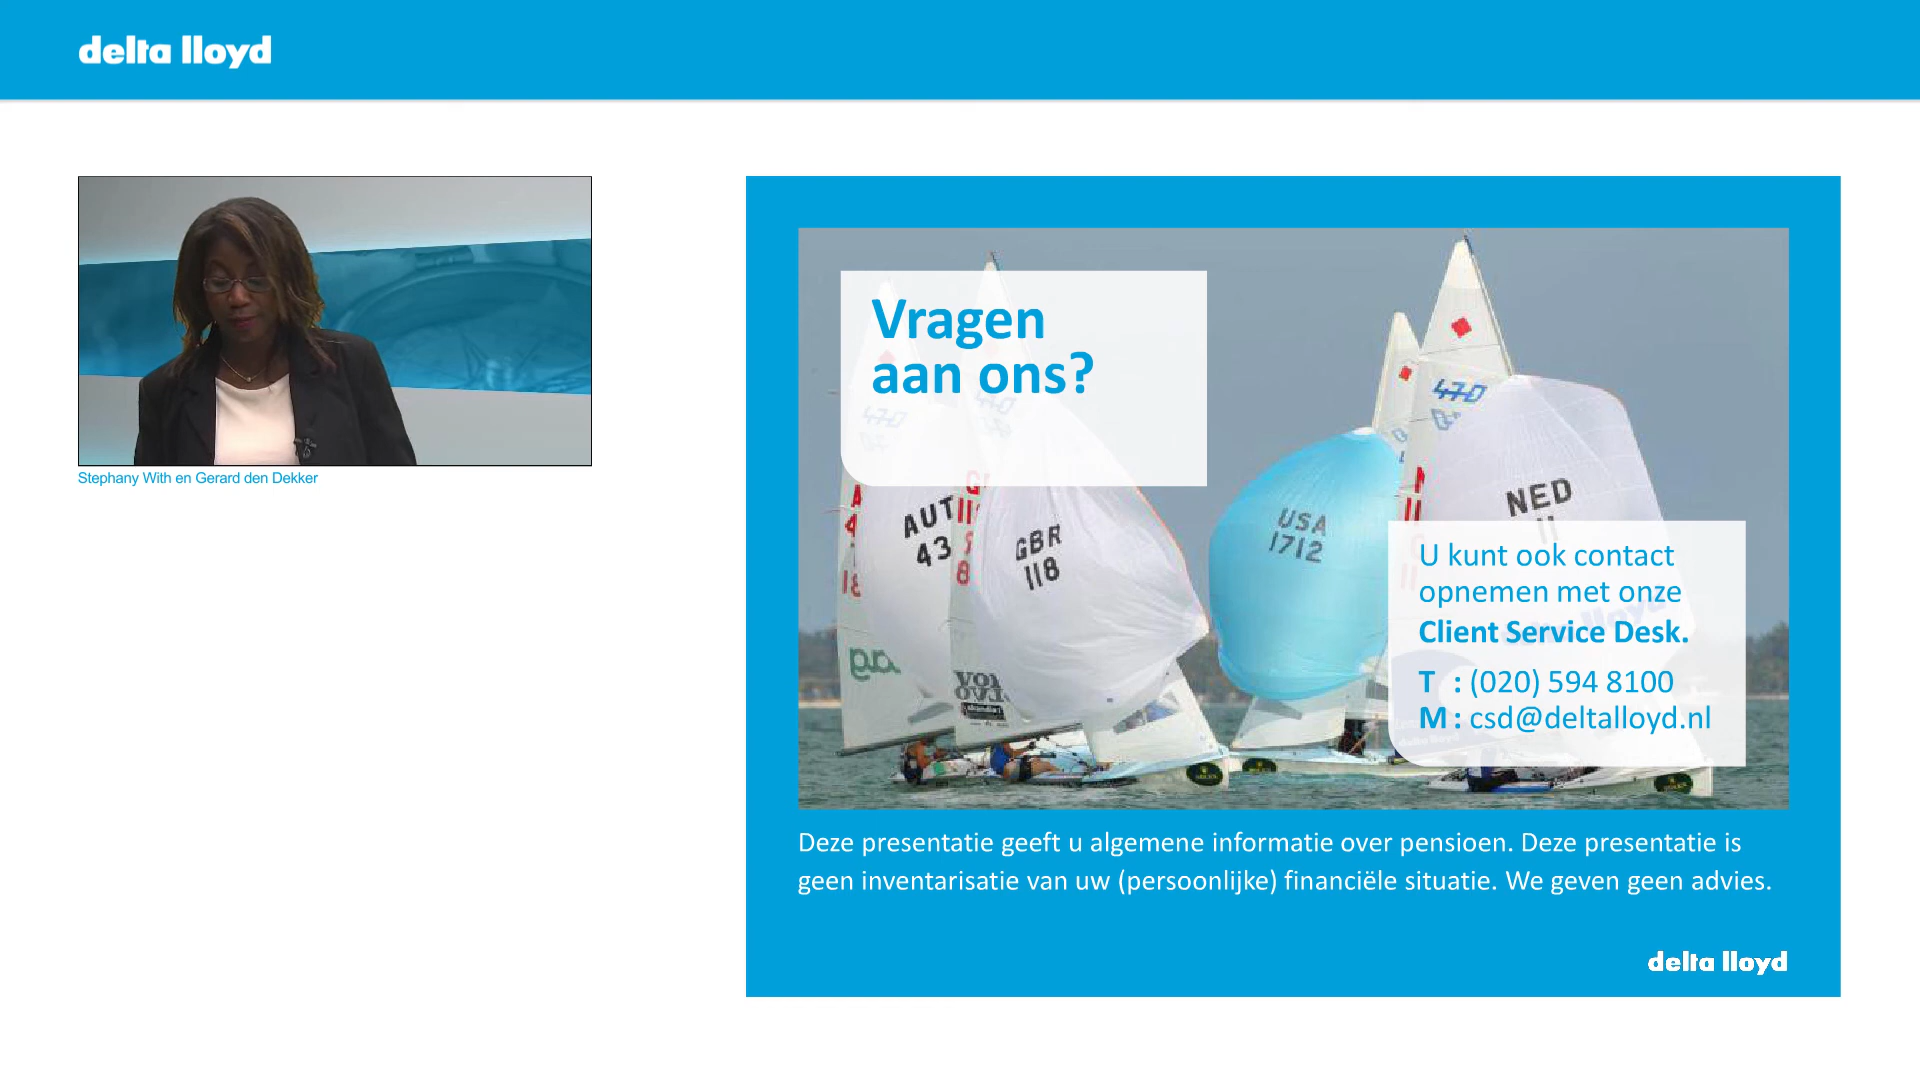 delta lloyd
Stephany With en Gerard den Dekker
Vragen
aan ons?
470
470
AUT
43
GBR
118
USA
1712
470
NED
11
U kunt ook contact
opnemen met onze
Client Service Desk.
T : (020) 594 8100
M : csd@deltalloyd.nl
Deze presentatie geeft u algemene informatie over pensioen. Deze presentatie is
geen inventarisatie van uw (persoonlijke) financiële situatie. We geven geen advies.
delta lloyd